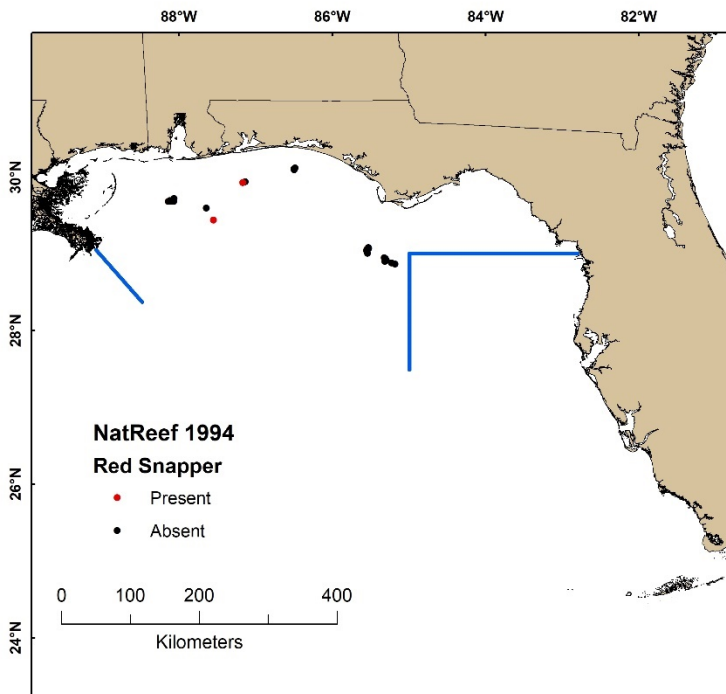 88°W 86°W 84°W 82°W
30°N
28°N
26°N
24°N
NatReef 1994
Red Snapper
Present
Absent
0 100 200 400
Kilometers